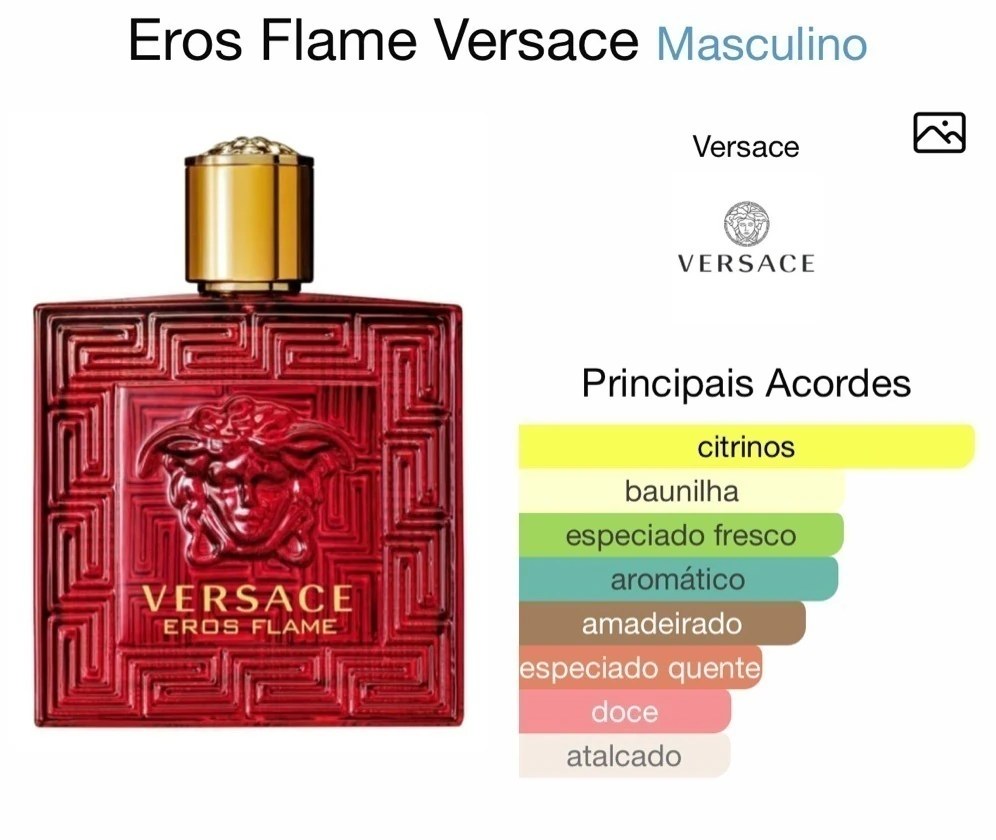 Eros Flame Versace Masculino
Versace
VERSACE
Principais Acordes
citrinos
baunilha
especiado fresco
aromático
amadeirado
especiado quente
doce
atalcado
VERSACE
EROS FLAME